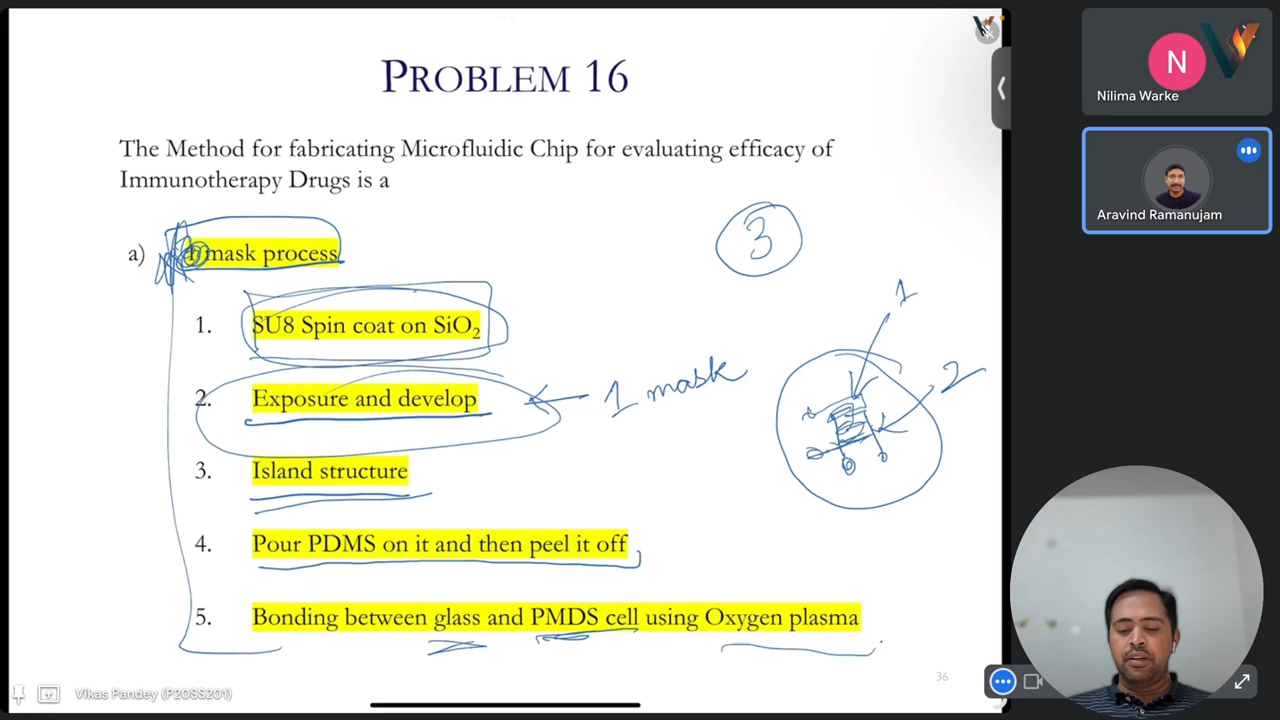 PROBLEM 16
The Method for fabricating Microfluidic Chip for evaluating efficacy of
Immunotherapy Drugs is a
3
a) mask process
1
1. SU8 Spin coat on SiO₂
2. Exposure and develop
1 mask
2
3. Island structure
4. Pour PDMS on it and then peel it off
5. Bonding between glass and PMDS cell using Oxygen plasma
36
Vikas Pandey (P20SS201)
N
Nilima Warke
Aravind Ramanujam